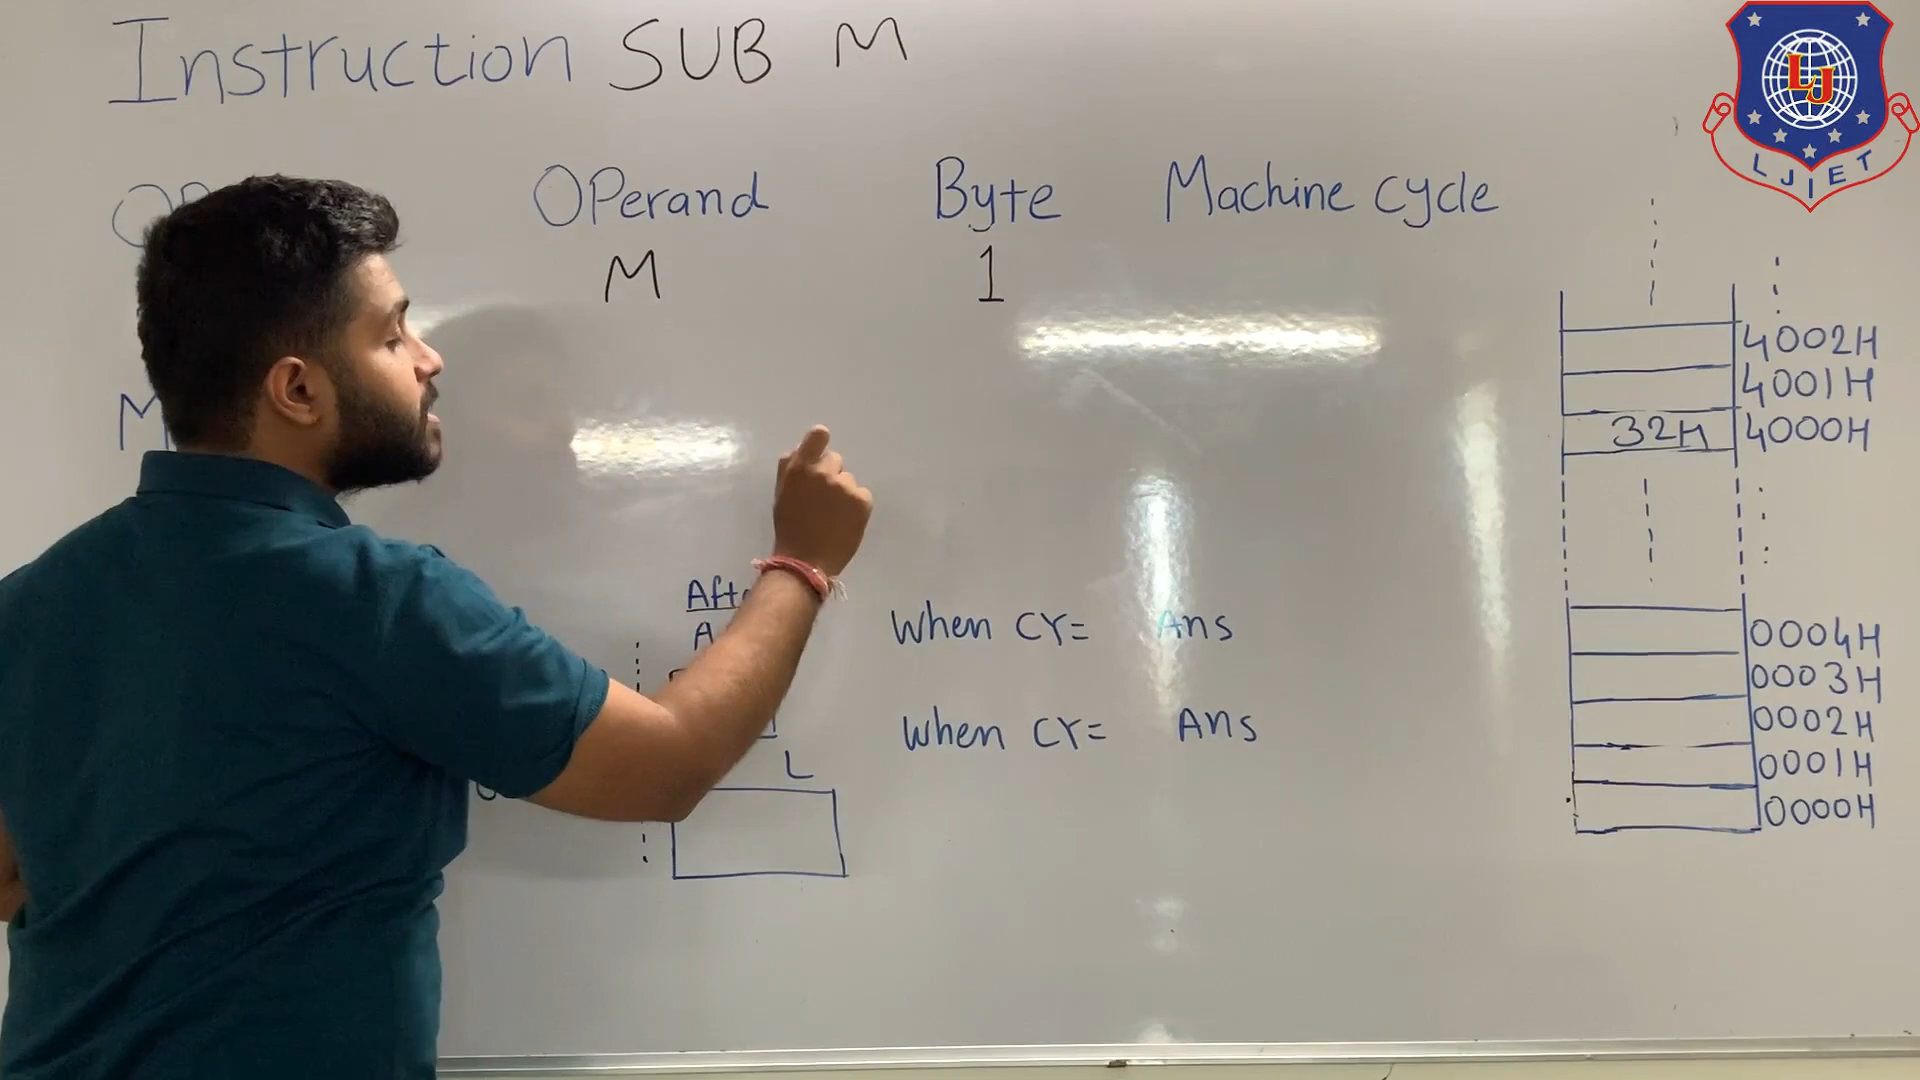 Instruction SUB M
OPerand Byte Machine cycle
M 1
4002H
4001H
32H 4000H
A
When CY= Ans
When CY= Ans
L
0004H
0003H
0002H
0001H
0000H
LJ
LJIET